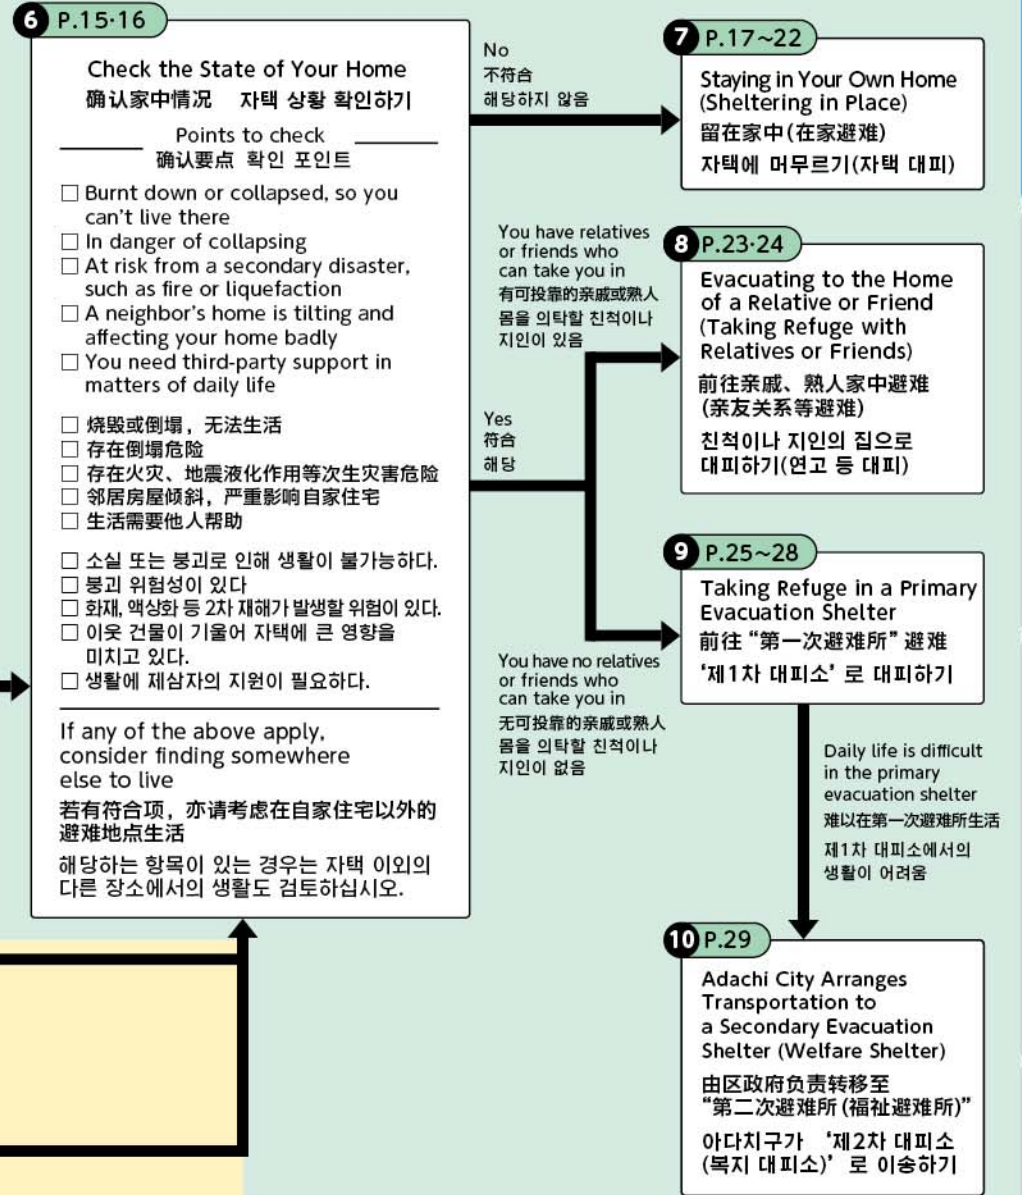 6 P.15·16
Check the State of Your Home
确认家中情况 자택 상황 확인하기
Points to check
确认要点 확인 포인트
□ Burnt down or collapsed, so you
can't live there
□ In danger of collapsing
□ At risk from a secondary disaster,
such as fire or liquefaction
□ A neighbor's home is tilting and
affecting your home badly
□ You need third-party support in
matters of daily life
□ 烧毁或倒塌，无法生活
□ 存在倒塌危险
□ 存在火灾、地震液化作用等次生灾害危险
□ 邻居房屋倾斜，严重影响自家住宅
□ 生活需要他人帮助
□ 소실 또는 붕괴로 인해 생활이 불가능하다.
□ 붕괴 위험성이 있다
□ 화재, 액상화 등 2차 재해가 발생할 위험이 있다.
□ 이웃 건물이 기울어 자택에 큰 영향을
미치고 있다.
□ 생활에 제삼자의 지원이 필요하다.
If any of the above apply,
consider finding somewhere
else to live
若有符合项，亦请考虑在自家住宅以外的
避难地点生活
해당하는 항목이 있는 경우는 자택 이외의
다른 장소에서의 생활도 검토하십시오.
No
不符合
해당하지 않음
7 P.17~22
Staying in Your Own Home
(Sheltering in Place)
留在家中(在家避难)
자택에 머무르기(자택 대피)
Yes
符合
해당
You have relatives
or friends who
can take you in
有可投靠的亲戚或熟人
몸을 의탁할 친척이나
지인이 있음
8 P.23·24
Evacuating to the Home
of a Relative or Friend
(Taking Refuge with
Relatives or Friends)
前往亲戚、熟人家中避难
(亲友关系等避难)
친척이나 지인의 집으로
대피하기(연고 등 대피)
You have no relatives
or friends who
can take you in
无可投靠的亲戚或熟人
몸을 의탁할 친척이나
지인이 없음
9 P.25~28
Taking Refuge in a Primary
Evacuation Shelter
前往“第一次避难所”避难
‘제1차 대피소’로 대피하기
Daily life is difficult
in the primary
evacuation shelter
难以在第一次避难所生活
제1차 대피소에서의
생활이 어려움
10 P.29
Adachi City Arranges
Transportation to
a Secondary Evacuation
Shelter (Welfare Shelter)
由区政府负责转移至
“第二次避难所(福祉避难所)”
아다치구가 ‘제2차 대피소
(복지 대피소)’로 이송하기